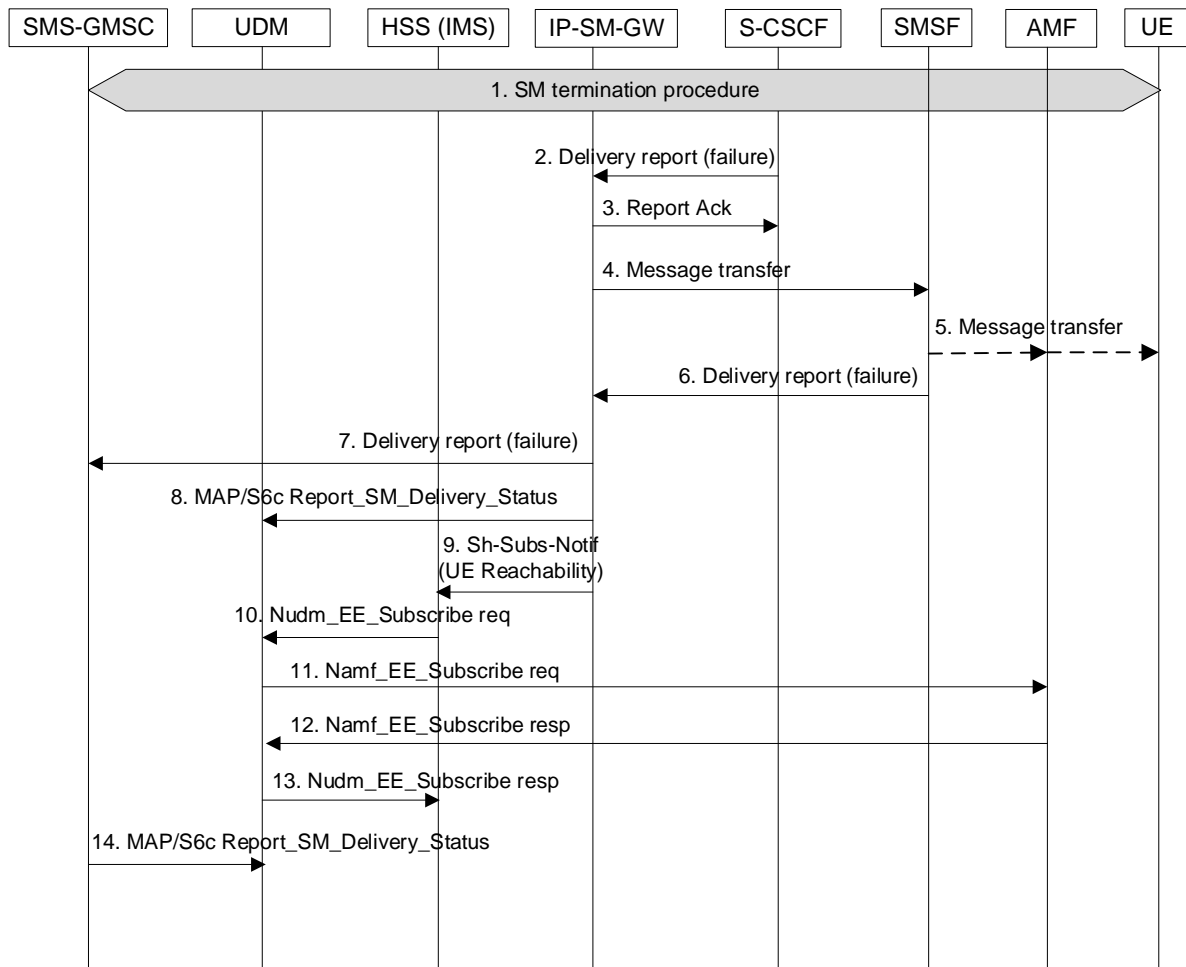 SMS-GMSC UDM HSS (IMS) IP-SM-GW S-CSCF SMSF AMF UE
1. SM termination procedure
2. Delivery report (failure)
3. Report Ack
4. Message transfer
5. Message transfer
6. Delivery report (failure)
7. Delivery report (failure)
8. MAP/S6c Report_SM_Delivery_Status
9. Sh-Subs-Notif
(UE Reachability)
10. Nudm_EE_Subscribe req
11. Namf_EE_Subscribe req
12. Namf_EE_Subscribe resp
13. Nudm_EE_Subscribe resp
14. MAP/S6c Report_SM_Delivery_Status